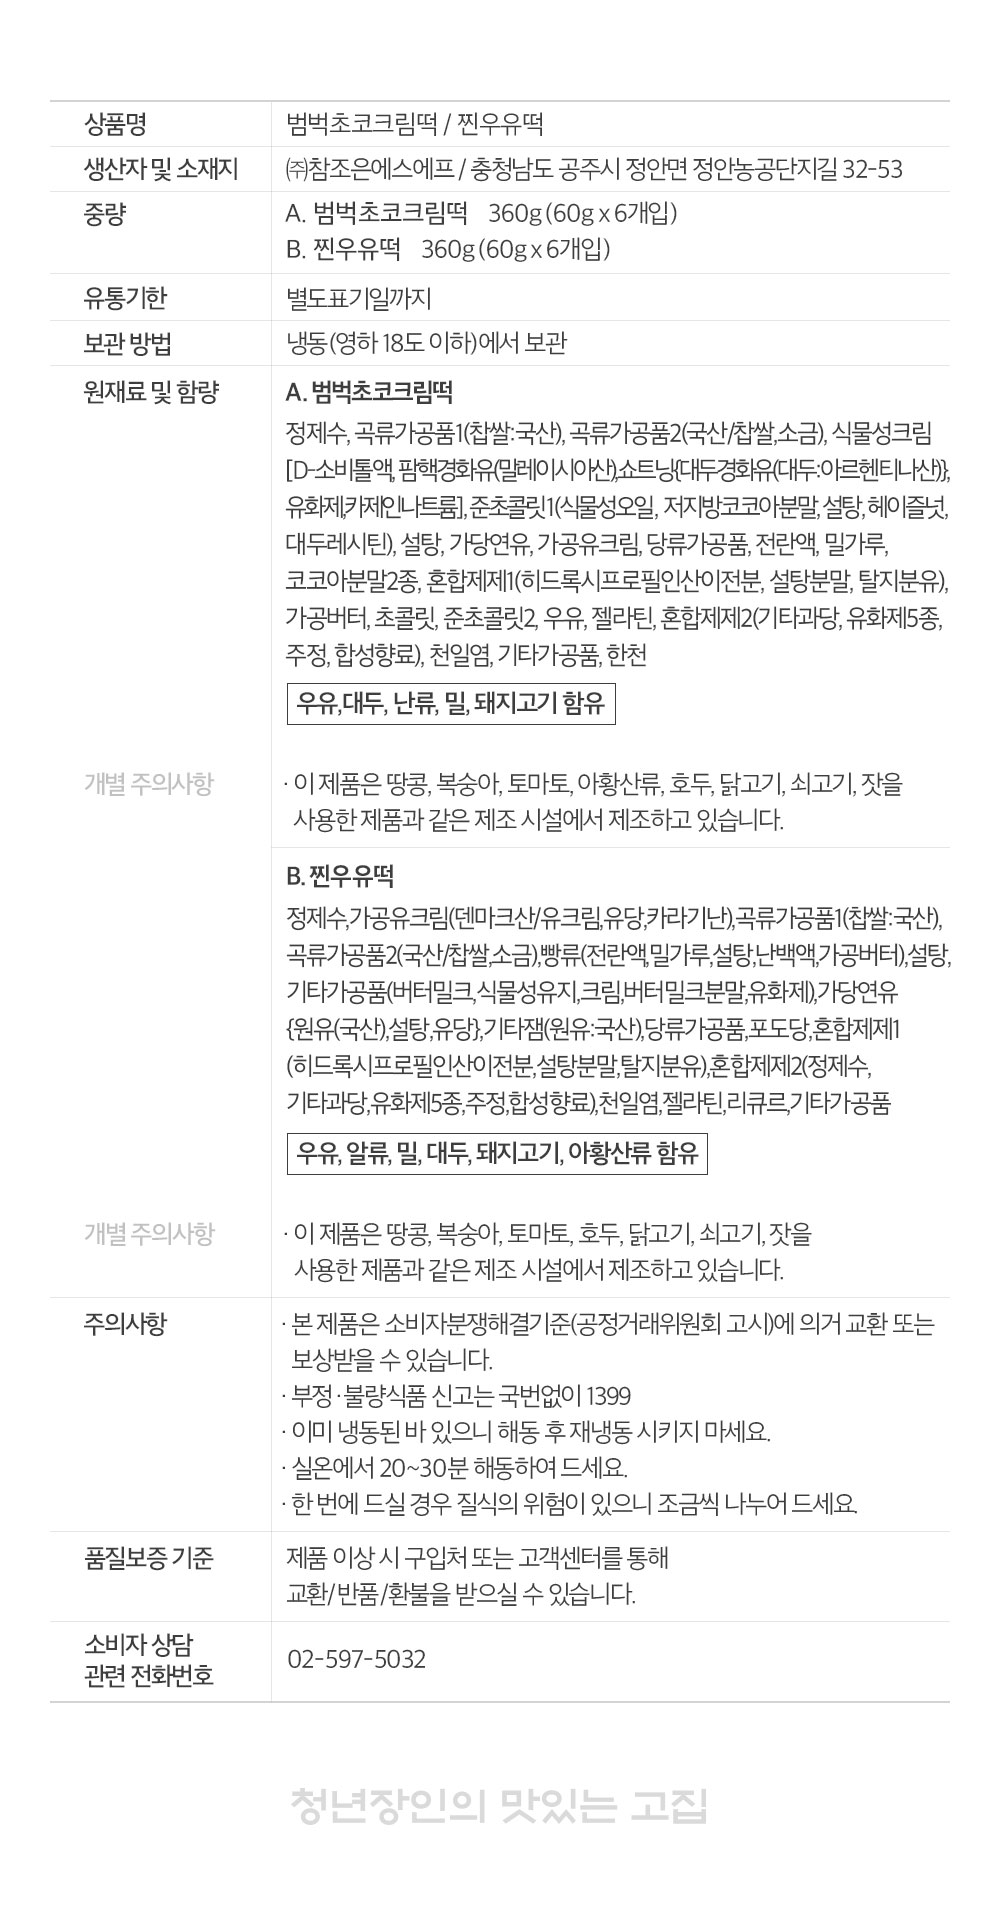 상품명
범벅초코크림떡 / 찐우유떡
생산자 및 소재지
㈜참조은에스에프 / 충청남도 공주시 정안면 정안농공단지길 32-53
중량
A. 범벅초코크림떡 360g (60g x 6개입)
B. 찐우유떡 360g (60g x 6개입)
유통기한
별도표기일까지
보관 방법
냉동(영하 18도 이하)에서 보관
원재료 및 함량
A. 범벅초코크림떡
정제수, 곡류가공품1(찹쌀:국산), 곡류가공품2(국산/찹쌀,소금), 식물성크림
[D-소비톨액, 팜핵경화유(말레이시아산),쇼트닝{대두경화유(대두:아르헨티나산)},
유화제,카제인나트륨], 준초콜릿1(식물성오일, 저지방코코아분말, 설탕, 헤이즐넛,
대두레시틴), 설탕, 가당연유, 가공유크림, 당류가공품, 전란액, 밀가루,
코코아분말2종, 혼합제제1(히드록시프로필인산이전분, 설탕분말, 탈지분유),
가공버터, 초콜릿, 준초콜릿2, 우유, 젤라틴, 혼합제제2(기타과당, 유화제5종,
주정, 합성향료), 천일염, 기타가공품, 한천
우유,대두, 난류, 밀, 돼지고기 함유
개별 주의사항
· 이 제품은 땅콩, 복숭아, 토마토, 아황산류, 호두, 닭고기, 쇠고기, 잣을
사용한 제품과 같은 제조 시설에서 제조하고 있습니다.
B. 찐우유떡
정제수,가공유크림(덴마크산/유크림,유당,카라기난),곡류가공품1(찹쌀:국산),
곡류가공품2(국산/찹쌀,소금),빵류(전란액,밀가루,설탕,난백액,가공버터),설탕,
기타가공품(버터밀크,식물성유지,크림,버터밀크분말,유화제),가당연유
{원유(국산),설탕,유당},기타잼(원유:국산),당류가공품,포도당,혼합제제1
(히드록시프로필인산이전분,설탕분말,탈지분유),혼합제제2(정제수,
기타과당,유화제5종,주정,합성향료),천일염,젤라틴,리큐르,기타가공품
우유, 알류, 밀, 대두, 돼지고기, 아황산류 함유
개별 주의사항
· 이 제품은 땅콩, 복숭아, 토마토, 호두, 닭고기, 쇠고기, 잣을
사용한 제품과 같은 제조 시설에서 제조하고 있습니다.
주의사항
· 본 제품은 소비자분쟁해결기준(공정거래위원회 고시)에 의거 교환 또는
보상받을 수 있습니다.
· 부정·불량식품 신고는 국번없이 1399
· 이미 냉동된 바 있으니 해동 후 재냉동 시키지 마세요.
· 실온에서 20~30분 해동하여 드세요.
· 한 번에 드실 경우 질식의 위험이 있으니 조금씩 나누어 드세요.
품질보증 기준
제품 이상 시 구입처 또는 고객센터를 통해
교환/반품/환불을 받으실 수 있습니다.
소비자 상담
관련 전화번호
02-597-5032
청년장인의 맛있는 고집